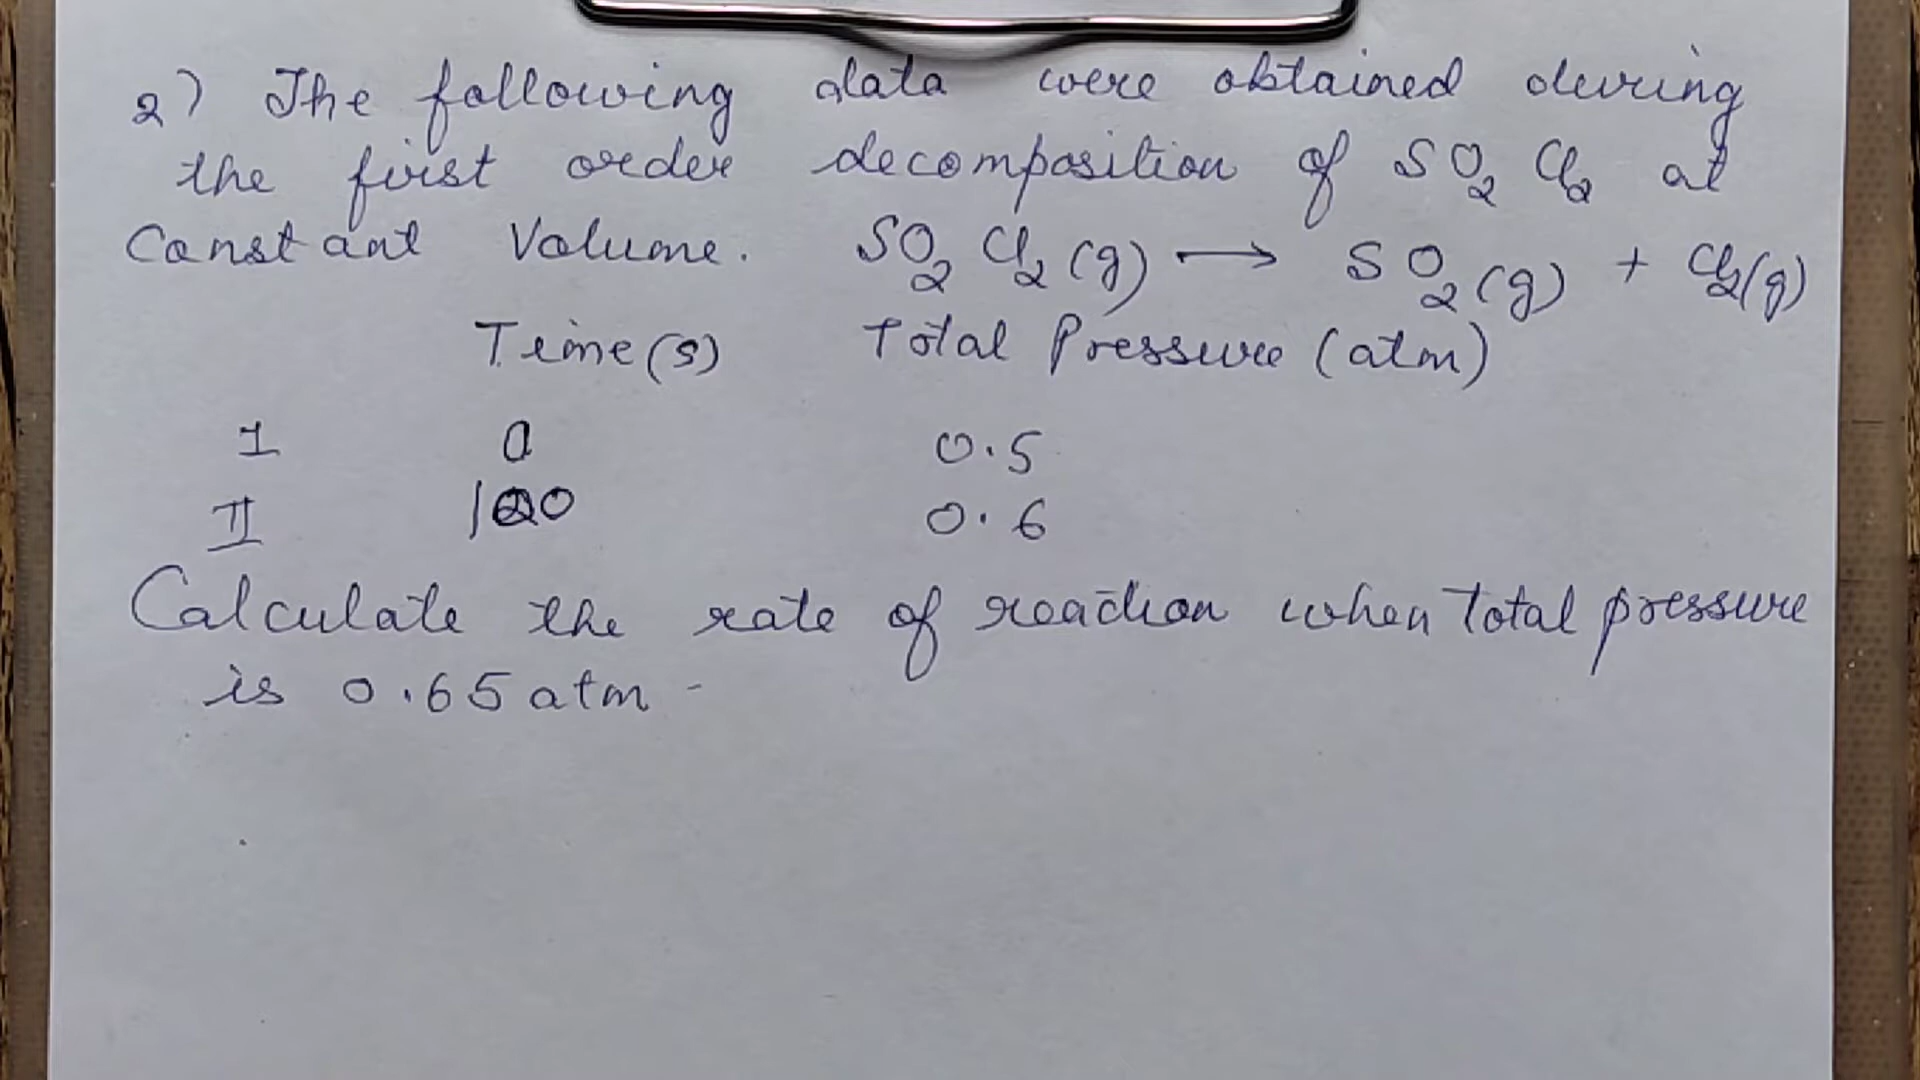 2) The following data were obtained during
the first order decomposition of SO2 Cl2 at
Constant Volume. SO2 Cl2 (g) → SO2 (g) + Cl2 (g)
Time (s) Total Pressure (atm)
I 0 0.5
II 100 0.6
Calculate the rate of reaction when Total pressure
is 0.65 atm -